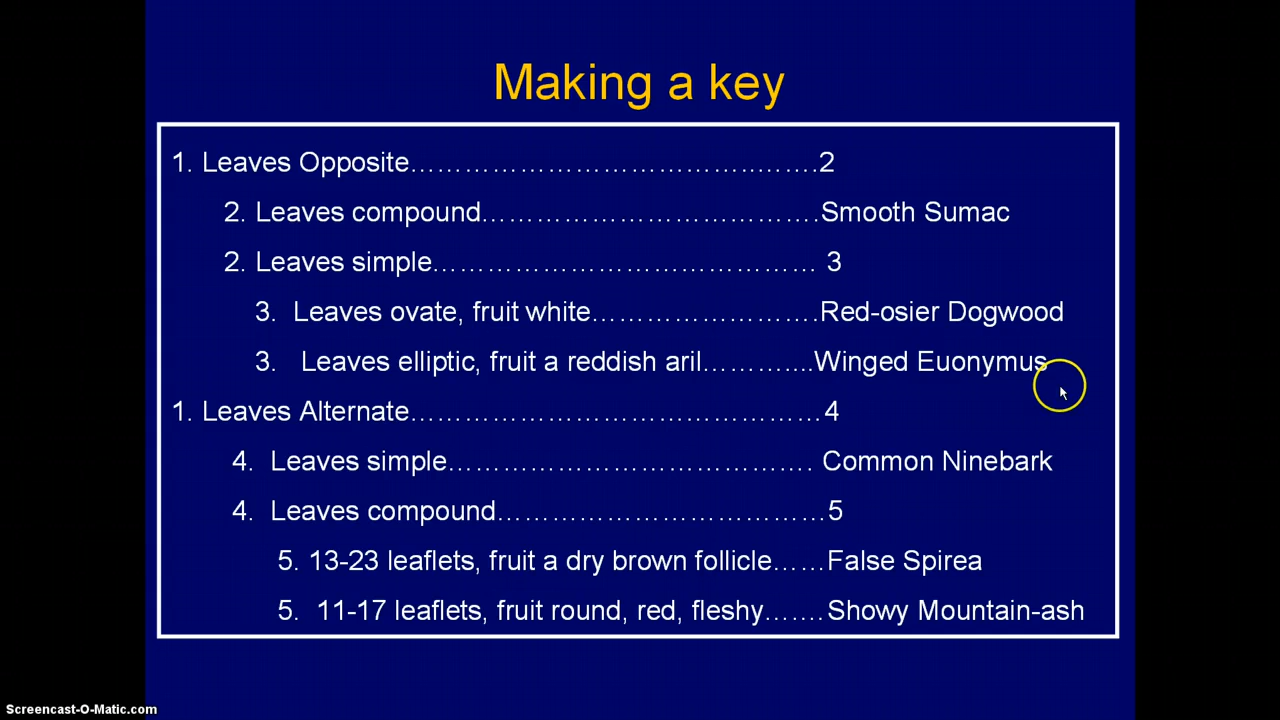 Making a key
1. Leaves Opposite………………………………..…….2
2. Leaves compound……………………………….Smooth Sumac
2. Leaves simple…………………………………… 3
3. Leaves ovate, fruit white…………………….Red-osier Dogwood
3. Leaves elliptic, fruit a reddish aril………....Winged Euonymus
1. Leaves Alternate………………………………………4
4. Leaves simple…………………………………. Common Ninebark
4. Leaves compound………………………………5
5. 13-23 leaflets, fruit a dry brown follicle……False Spirea
5. 11-17 leaflets, fruit round, red, fleshy…….Showy Mountain-ash
Screencast-O-Matic.com